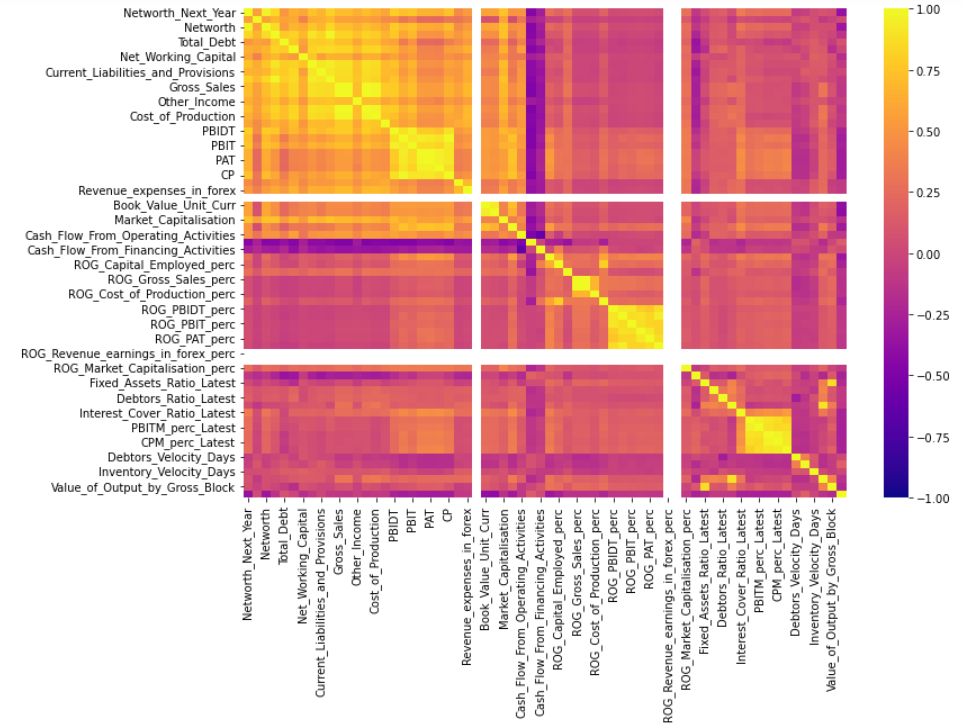 Networth_Next_Year
Networth
Total_Debt
Net_Working_Capital
Current_Liabilities_and_Provisions
Gross_Sales
Other_Income
Cost_of_Production
PBIDT
PBIT
PAT
CP
Revenue_expenses_in_forex
Book_Value_Unit_Curr
Market_Capitalisation
Cash_Flow_From_Operating_Activities
Cash_Flow_From_Financing_Activities
ROG_Capital_Employed_perc
ROG_Gross_Sales_perc
ROG_Cost_of_Production_perc
ROG_PBIDT_perc
ROG_PBIT_perc
ROG_PAT_perc
ROG_Revenue_earnings_in_forex_perc
ROG_Market_Capitalisation_perc
Fixed_Assets_Ratio_Latest
Debtors_Ratio_Latest
Interest_Cover_Ratio_Latest
PBITM_perc_Latest
CPM_perc_Latest
Debtors_Velocity_Days
Inventory_Velocity_Days
Value_of_Output_by_Gross_Block
Networth_Next_Year
Networth
Total_Debt
Net_Working_Capital
Current_Liabilities_and_Provisions
Gross_Sales
Other_Income
Cost_of_Production
PBIDT
PBIT
PAT
CP
Revenue_expenses_in_forex
Book_Value_Unit_Curr
Market_Capitalisation
Cash_Flow_From_Operating_Activities
Cash_Flow_From_Financing_Activities
ROG_Capital_Employed_perc
ROG_Gross_Sales_perc
ROG_Cost_of_Production_perc
ROG_PBIDT_perc
ROG_PBIT_perc
ROG_PAT_perc
ROG_Revenue_earnings_in_forex_perc
ROG_Market_Capitalisation_perc
Fixed_Assets_Ratio_Latest
Debtors_Ratio_Latest
Interest_Cover_Ratio_Latest
PBITM_perc_Latest
CPM_perc_Latest
Debtors_Velocity_Days
Inventory_Velocity_Days
Value_of_Output_by_Gross_Block
1.00
0.75
0.50
0.25
0.00
−0.25
−0.50
−0.75
−1.00